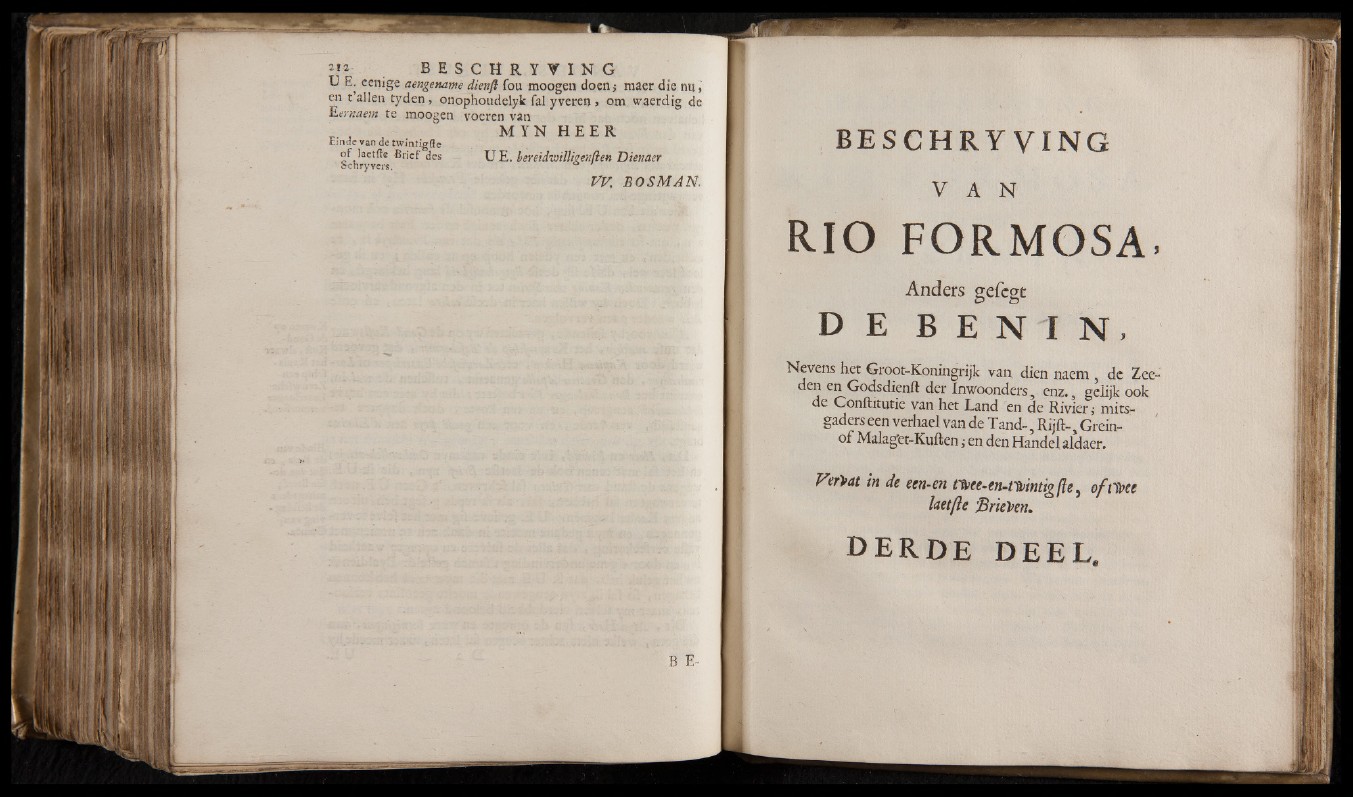 212 BESCHRYVING
U E. eenige aengename dienſt ſou moogen doen; maer die nu,
en t'allen tyden, onophoudelyk ſal yveren, om waerdig de
Eernaem te moogen voeren van
MYN HEER
Einde van de twintigſte
of laetſte Brief des
Schryvers.
U E. bereidwilligenſten Dienaer
W. BOSMAN.
B E-
BESCHRYVING
VAN
RIO FORMOSA,
Anders geſegt
DE BENIN,
Nevens het Groot-Koningrijk van dien naem, de Zee-
den en Godsdienſt der Inwoonders, enz., gelijk ook
de Conſtitutie van het Land en de Rivier; mits-
gaders een verhael van de Tand-, Rijſt-, Grein-
of Malaget-Kuſten; en den Handel aldaer.
Vervat in de een-en twee-en-twintigſte, of twee
laetſte Brieven.
DERDE DEEL.